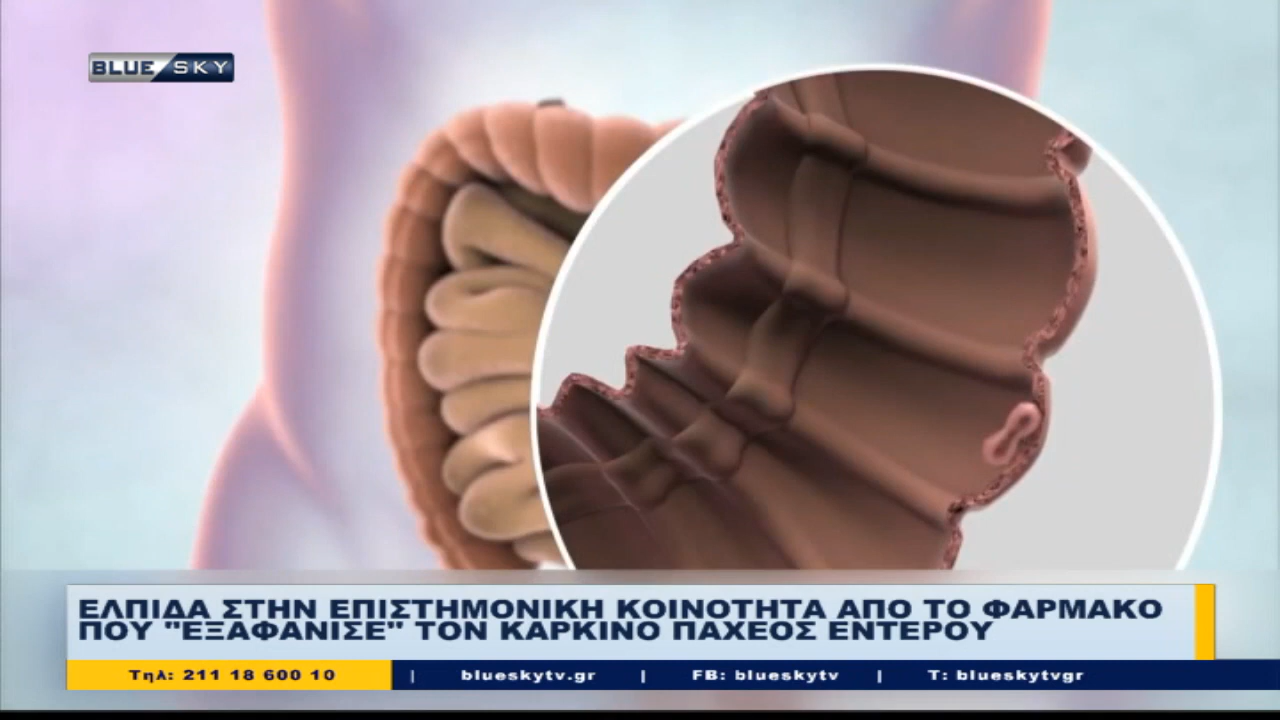 BLUE SKY
ΕΛΠΙΔΑ ΣΤΗΝ ΕΠΙΣΤΗΜΟΝΙΚΗ ΚΟΙΝΟΤΗΤΑ ΑΠΟ ΤΟ ΦΑΡΜΑΚΟ
ΠΟΥ "ΕΞΑΦΑΝΙΣΕ" ΤΟΝ ΚΑΡΚΙΝΟ ΠΑΧΕΟΣ ΕΝΤΕΡΟΥ
Τηλ: 211 18 600 10 | blueskytv.gr | FB: blueskytv | T: blueskytvgr